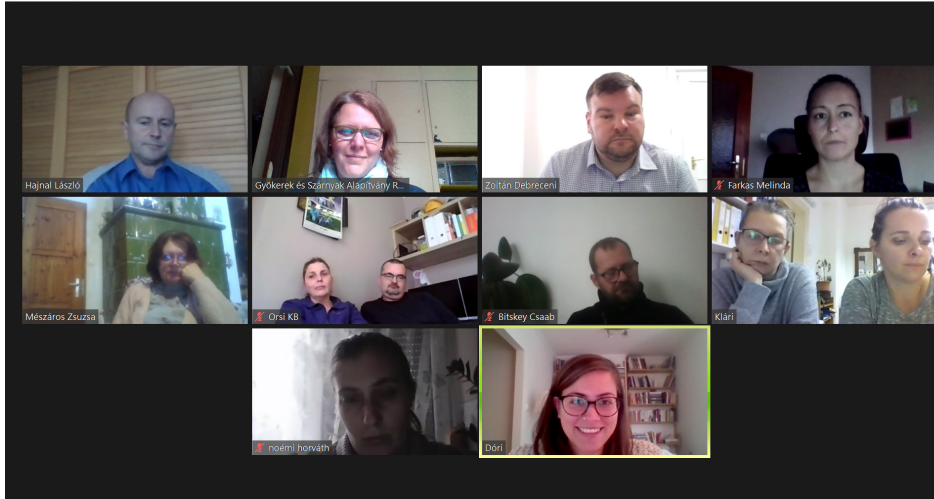 Hajnal László
Gyökerek és Szárnyak Alapítvány R...
Zoltán Debreceni
Farkas Melinda
Mészáros Zsuzsa
Orsi KB
Bitskey Csaab
Klári
noémi horváth
Dóri